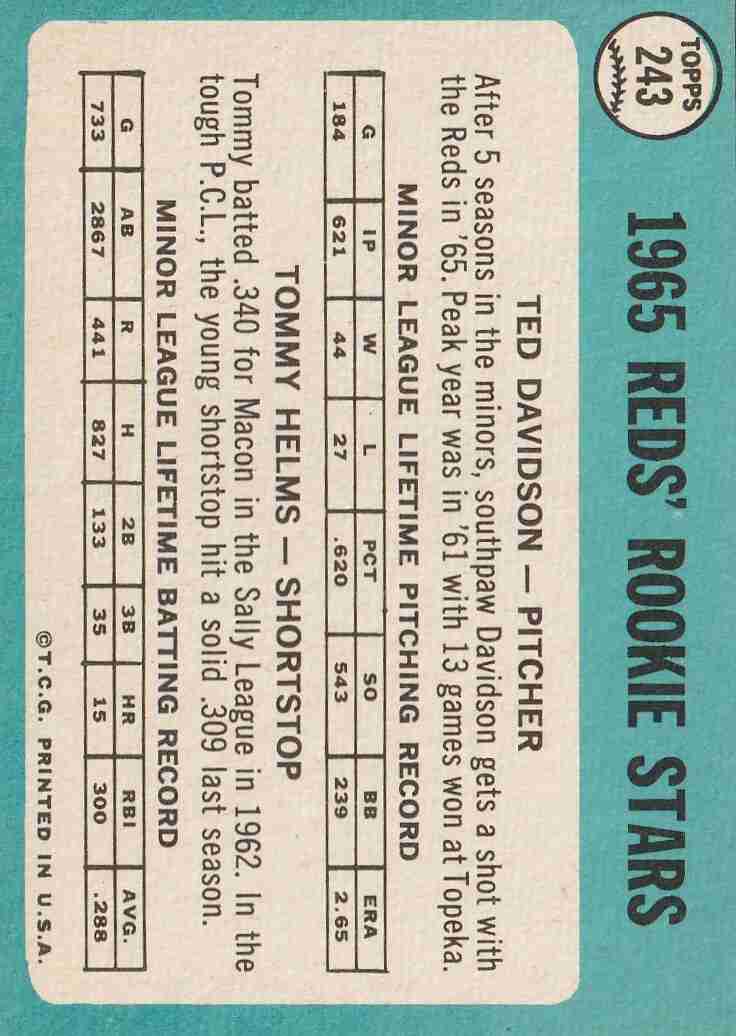 TOPPS
243
1965 REDS' ROOKIE STARS
TED DAVIDSON — PITCHER
After 5 seasons in the minors, southpaw Davidson gets a shot with
the Reds in '65. Peak year was in '61 with 13 games won at Topeka.
MINOR LEAGUE LIFETIME PITCHING RECORD
G IP W L PCT SO BB ERA
184 621 44 27 .620 543 239 2.65
TOMMY HELMS — SHORTSTOP
Tommy batted .340 for Macon in the Sally League in 1962. In the
tough P.C.L., the young shortstop hit a solid .309 last season.
MINOR LEAGUE LIFETIME BATTING RECORD
G AB R H 2B 3B HR RBI AVG.
733 2867 441 827 133 35 15 300 .288
©T.C.G. PRINTED IN U.S.A.